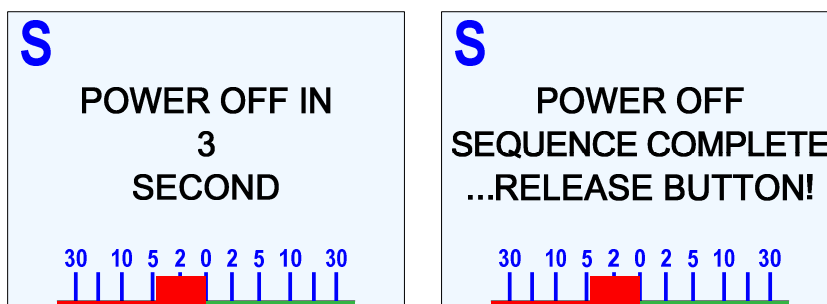 S
POWER OFF IN
3
SECOND
30 10 5 2 0 2 5 10 30
S
POWER OFF
SEQUENCE COMPLETE
...RELEASE BUTTON!
30 10 5 2 0 2 5 10 30